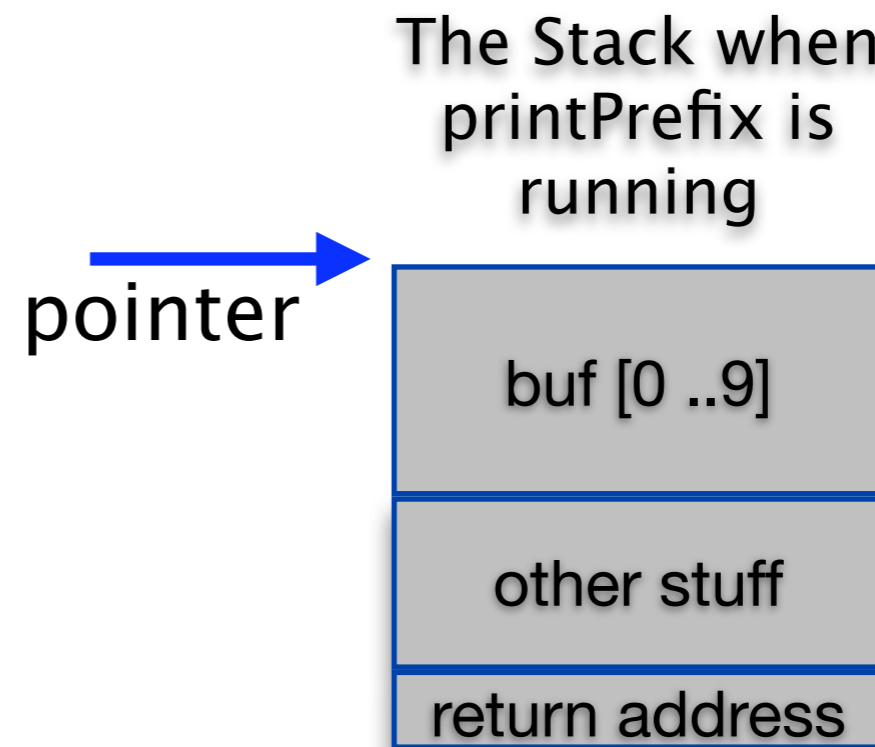 The Stack when
printPrefix is
running
pointer
buf [0 ..9]
other stuff
return address